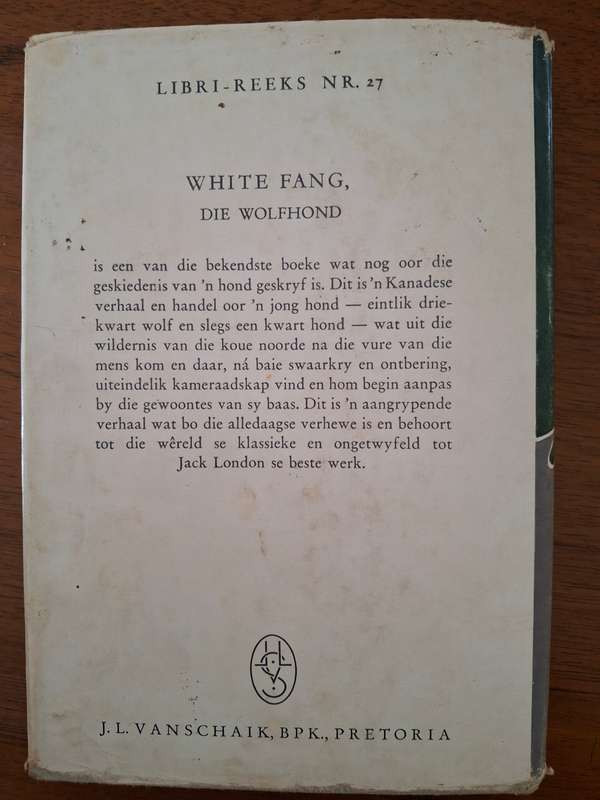 LIBRI-REEKS NR. 27
WHITE FANG,
DIE WOLFHOND
is een van die bekendste boeke wat nog oor die
geskiedenis van 'n hond geskryf is. Dit is 'n Kanadese
verhaal en handel oor 'n jong hond — eintlik drie-
kwart wolf en slegs een kwart hond — wat uit die
wildernis van die koue noorde na die vure van die
mens kom en daar, ná baie swaarkry en ontbering,
uiteindelik kameraadskap vind en hom begin aanpas
by die gewoontes van sy baas. Dit is 'n aangrypende
verhaal wat bo die alledaagse verhewe is en behoort
tot die wêreld se klassieke en ongetwyfeld tot
Jack London se beste werk.
J. L. VANSCHAIK, BPK., PRETORIA